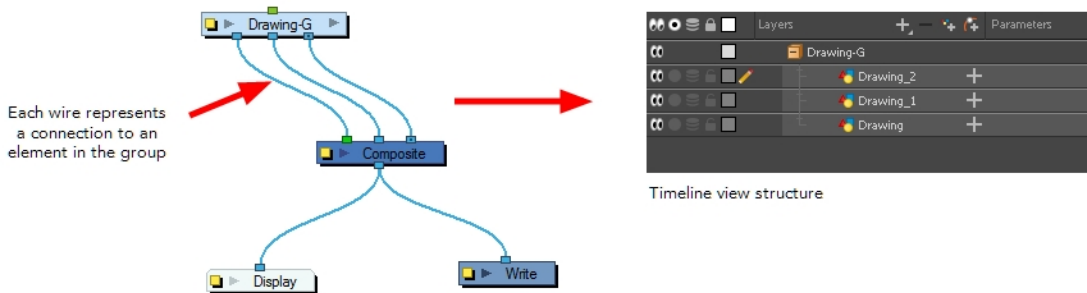 Drawing-G
Each wire represents
a connection to an
element in the group
Composite
Display
Write
Layers
Parameters
Drawing-G
Drawing_2
Drawing_1
Drawing
Timeline view structure